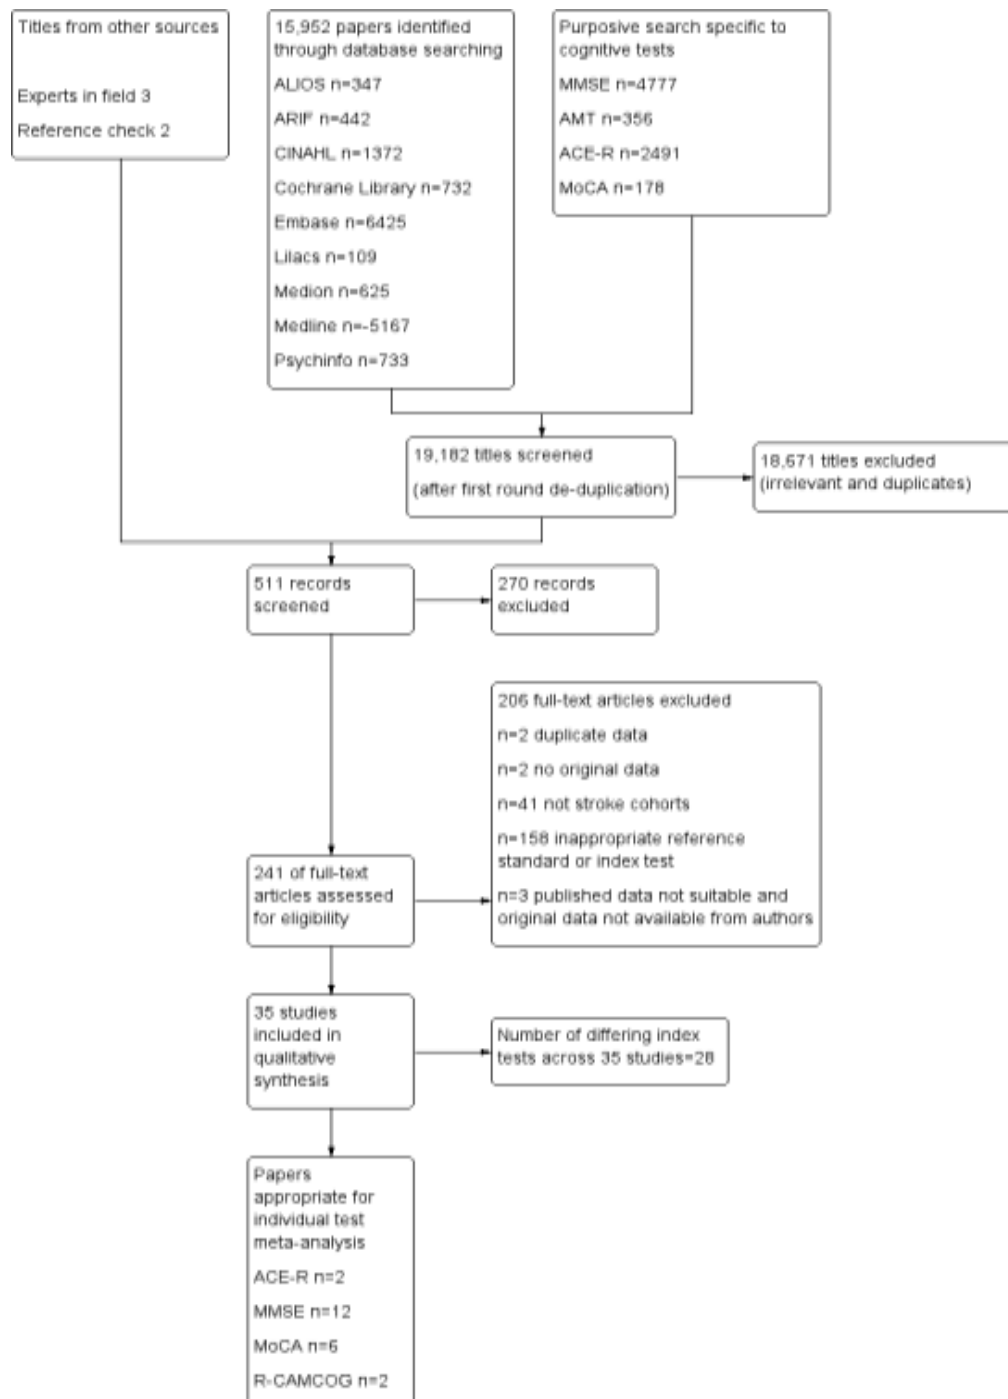 Titles from other sources
Experts in field 3
Reference check 2
15,952 papers identified
through database searching
ALIOS n=347
ARIF n=442
CINAHL n=1372
Cochrane Library n=732
Embase n=6425
Lilacs n=109
Medion n=625
Medline n=-5167
Psychinfo n=733
Purposive search specific to
cognitive tests
MMSE n=4777
AMT n=356
ACE-R n=2491
MoCA n=178
19,182 titles screened
(after first round de-duplication)
18,671 titles excluded
(irrelevant and duplicates)
511 records
screened
270 records
excluded
206 full-text articles excluded
n=2 duplicate data
n=2 no original data
n=41 not stroke cohorts
n=158 inappropriate reference
standard or index test
n=3 published data not suitable and
original data not available from authors
241 of full-text
articles assessed
for eligibility
35 studies
included in
qualitative
synthesis
Number of differing index
tests across 35 studies=28
Papers
appropriate for
individual test
meta-analysis
ACE-R n=2
MMSE n=12
MoCA n=6
R-CAMCOG n=2